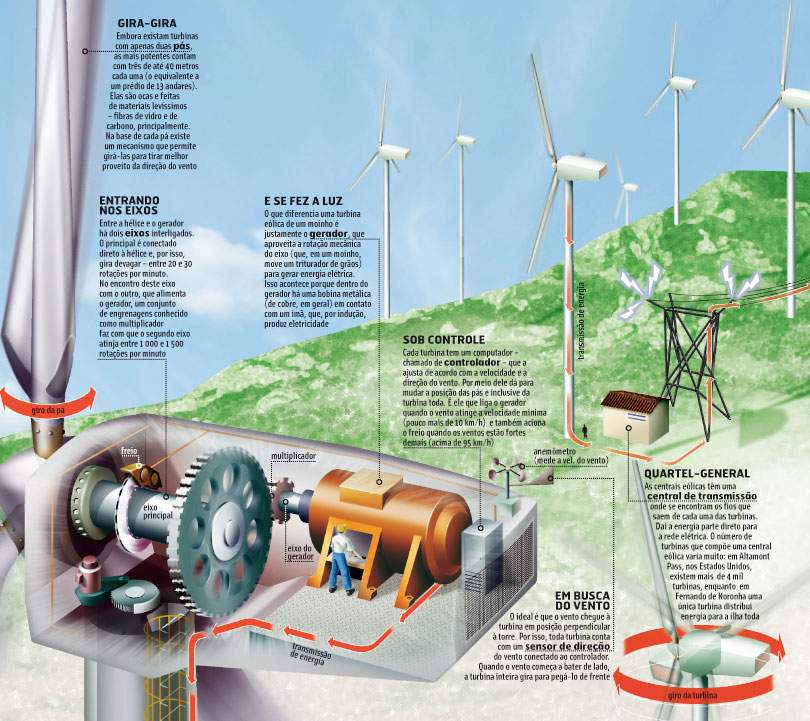 GIRA-GIRA
Embora existam turbinas
com apenas duas pás,
as mais potentes contam
com três de até 40 metros
cada uma (o equivalente a
um prédio de 13 andares).
Elas são ocas e feitas
de materiais levíssimos
– fibras de vidro e de
carbono, principalmente.
Na base de cada pá existe
um mecanismo que permite
girá-las para tirar melhor
proveito da direção do vento
ENTRANDO
NOS EIXOS
Entre a hélice e o gerador
há dois eixos interligados.
O principal é conectado
direto à hélice e, por isso,
gira devagar – entre 20 e 30
rotações por minuto.
No encontro deste eixo
com o outro, que alimenta
o gerador, um conjunto
de engrenagens conhecido
como multiplicador
faz com que o segundo eixo
atinja entre 1 000 e 1 500
rotações por minuto
E SE FEZ A LUZ
O que diferencia uma turbina
eólica de um moinho é
justamente o gerador, que
aproveita a rotação mecânica
do eixo (que, em um moinho,
move um triturador de grãos)
para gerar energia elétrica.
Isso acontece porque dentro do
gerador há uma bobina metálica
(de cobre, em geral) em contato
com um imã, que, por indução,
produz eletricidade
SOB CONTROLE
Cada turbina tem um computador –
chamado de controlador – que a
ajusta de acordo com a velocidade e a
direção do vento. Por meio dele dá para
mudar a posição das pás e inclusive da
turbina toda. É ele que liga o gerador
quando o vento atinge a velocidade mínima
(pouco mais de 10 km/h) e também aciona
o freio quando os ventos estão fortes
demais (acima de 95 km/h)
transmissão de energia
giro da pá
freio
eixo
principal
multiplicador
eixo do
gerador
transmissão
de energia
anemômetro
(mede a vel. do vento)
QUARTEL-GENERAL
As centrais eólicas têm uma
central de transmissão
onde se encontram os fios que
saem de cada uma das turbinas.
Daí a energia parte direto para
a rede elétrica. O número de
turbinas que compõe uma central
eólica varia muito: em Altamont
Pass, nos Estados Unidos,
existem mais de 4 mil
turbinas, enquanto em
Fernando de Noronha uma
única turbina distribui
energia para a ilha toda
EM BUSCA
DO VENTO
O ideal é que o vento chegue à
turbina em posição perpendicular
à torre. Por isso, toda turbina conta
com um sensor de direção
do vento conectado ao controlador.
Quando o vento começa a bater de lado,
a turbina inteira gira para pegá-lo de frente
giro da turbina